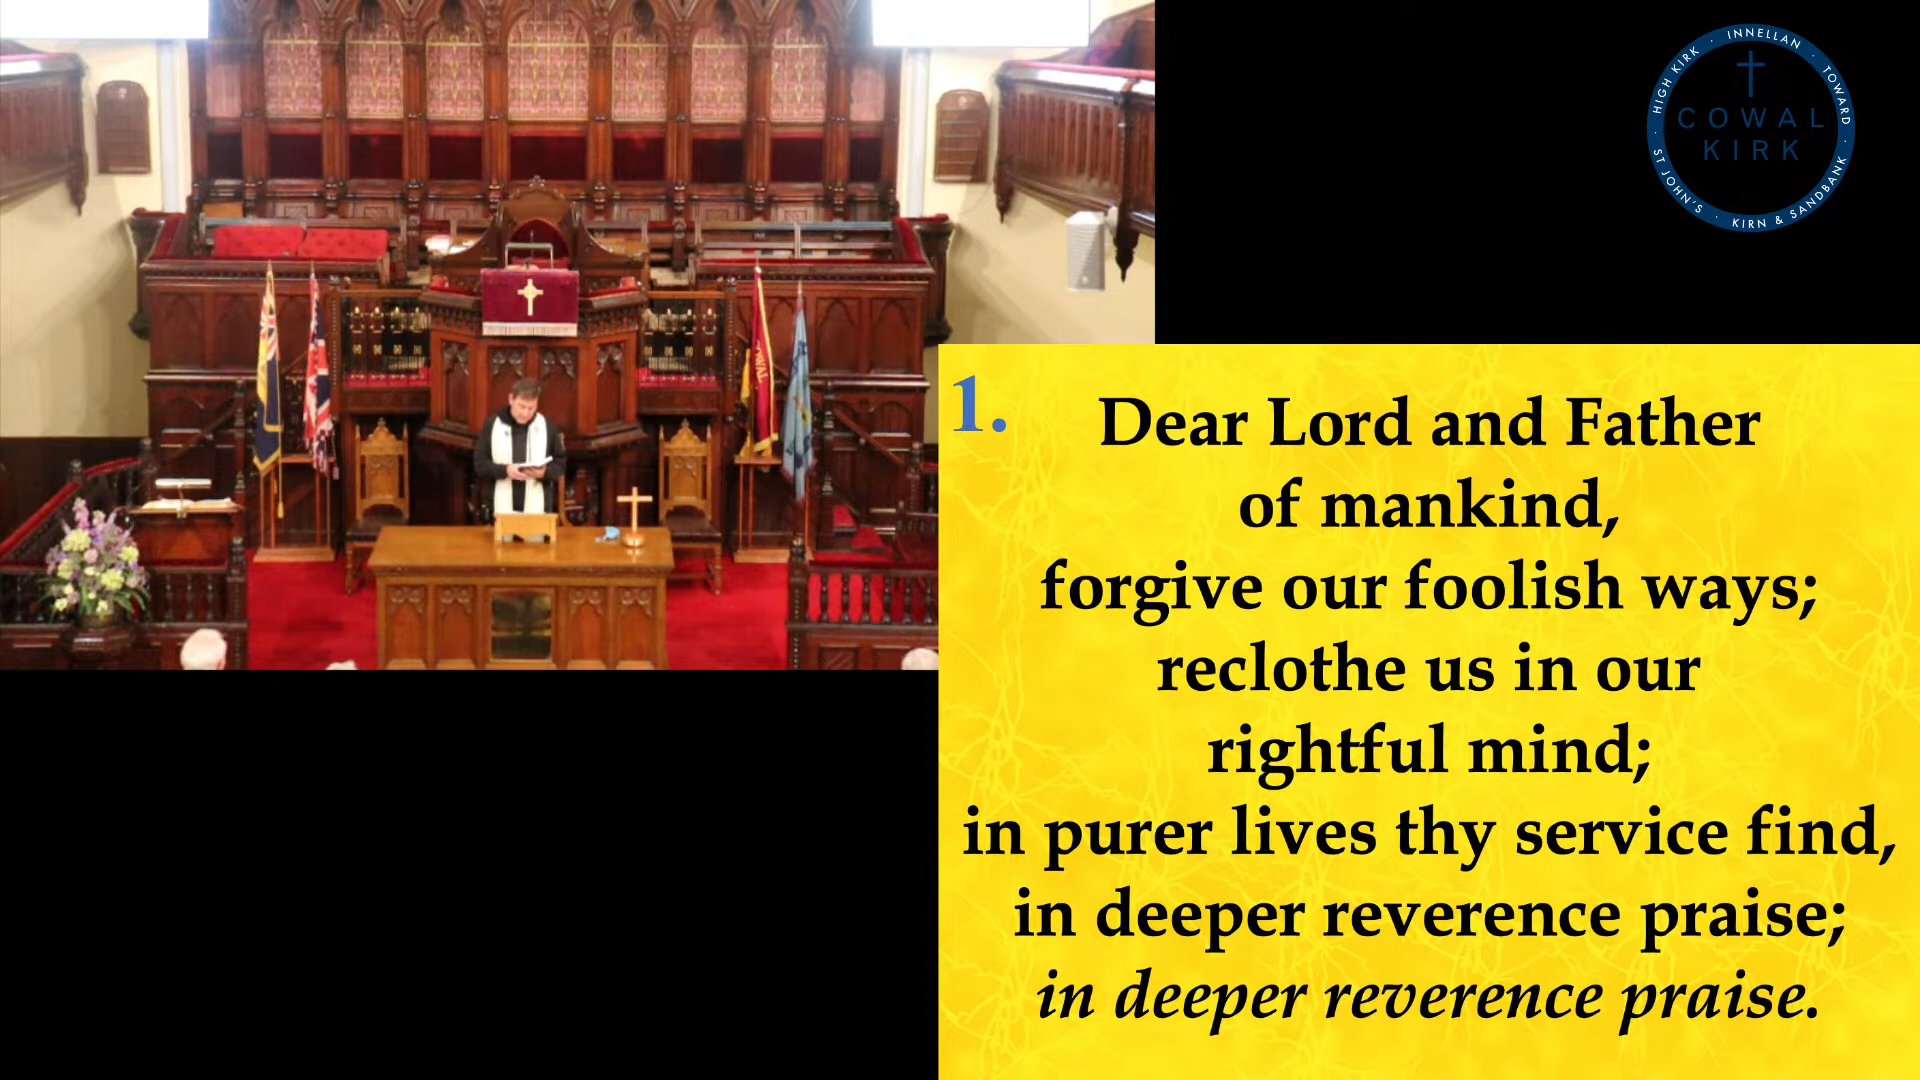 HIGH KIRK · INNELLAN · TOWARD · KIRN & SANDBANK · ST JOHN'S ·
COWAL
KIRK
1.
Dear Lord and Father
of mankind,
forgive our foolish ways;
reclothe us in our
rightful mind;
in purer lives thy service find,
in deeper reverence praise;
in deeper reverence praise.